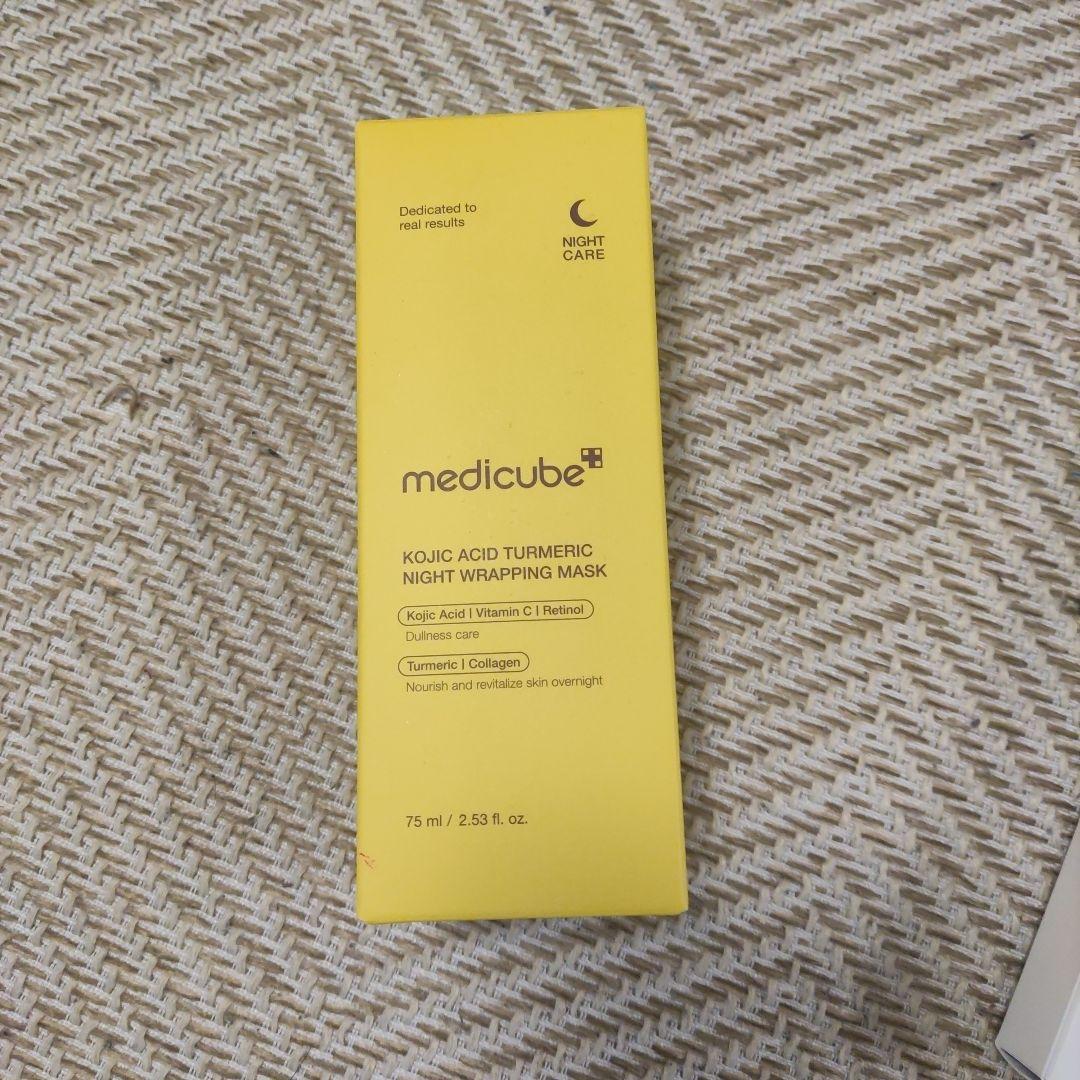 Dedicated to
real results
NIGHT
CARE
medicube
KOJIC ACID TURMERIC
NIGHT WRAPPING MASK
Kojic Acid | Vitamin C | Retinol
Dullness care
Turmeric | Collagen
Nourish and revitalize skin overnight
75 ml / 2.53 fl. oz.